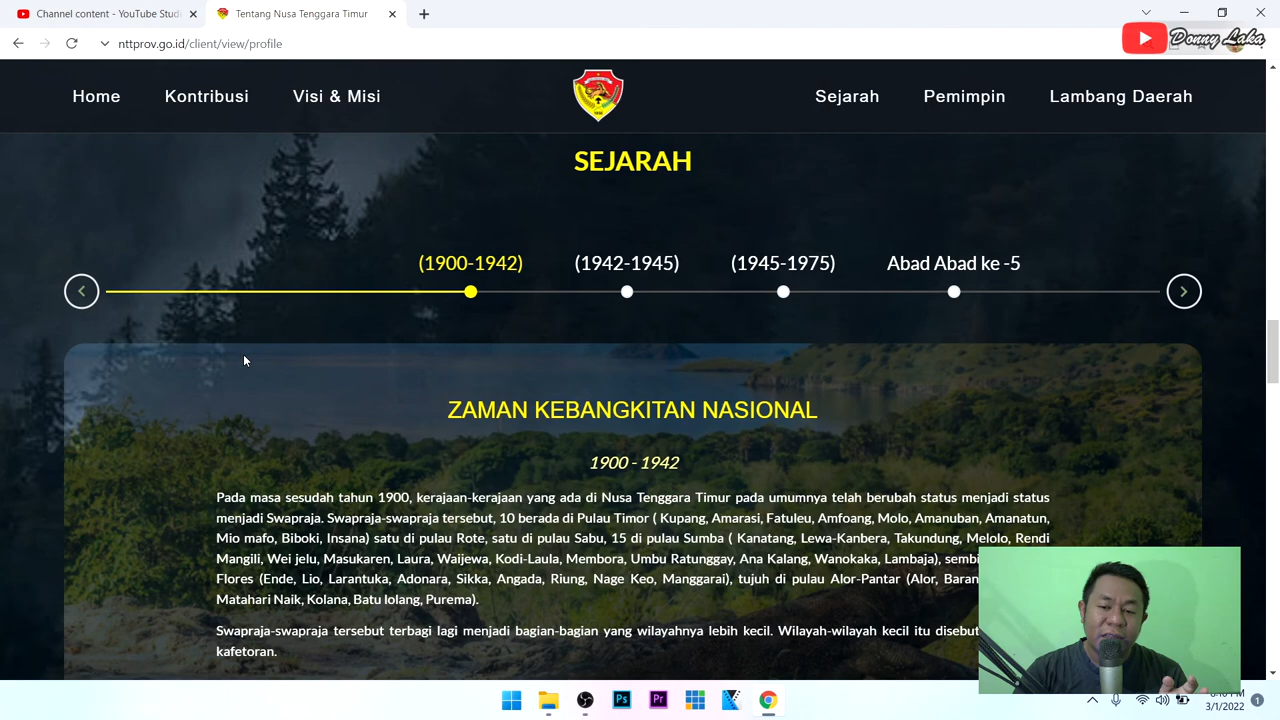 Channel content - YouTube Studi
Tentang Nusa Tenggara Timur
nttprov.go.id/client/view/profile
Donny Laka
Home
Kontribusi
Visi & Misi
Sejarah
Pemimpin
Lambang Daerah
SEJARAH
(1900-1942)
(1942-1945)
(1945-1975)
Abad Abad ke -5
ZAMAN KEBANGKITAN NASIONAL
1900 - 1942
Pada masa sesudah tahun 1900, kerajaan-kerajaan yang ada di Nusa Tenggara Timur pada umumnya telah berubah status menjadi status
menjadi Swapraja. Swapraja-swapraja tersebut, 10 berada di Pulau Timor ( Kupang, Amarasi, Fatuleu, Amfoang, Molo, Amanuban, Amanatun,
Mio mafo, Biboki, Insana) satu di pulau Rote, satu di pulau Sabu, 15 di pulau Sumba ( Kanatang, Lewa-Kanbera, Takundung, Melolo, Rendi
Mangili, Wei jelu, Masukaren, Laura, Waijewa, Kodi-Laula, Membora, Umbu Ratunggay, Ana Kalang, Wanokaka, Lambaja), sembi
Flores (Ende, Lio, Larantuka, Adonara, Sikka, Angada, Riung, Nage Keo, Manggarai), tujuh di pulau Alor-Pantar (Alor, Baran
Matahari Naik, Kolana, Batu lolang, Purema).
Swapraja-swapraja tersebut terbagi lagi menjadi bagian-bagian yang wilayahnya lebih kecil. Wilayah-wilayah kecil itu disebut
kafetoran.
3/1/2022
1